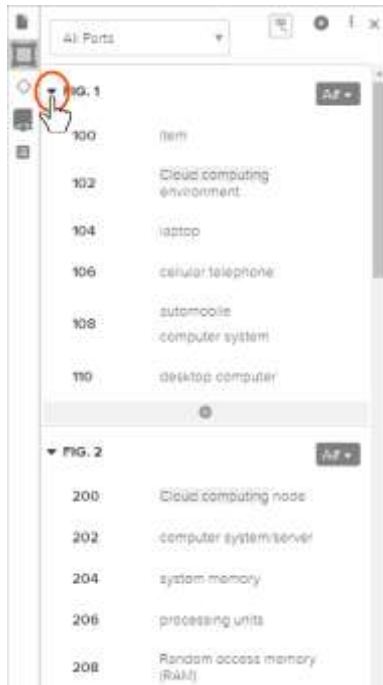 All Parts
FIG. 1
All
100 item
102 Cloud computing
environment
104 laptop
106 cellular telephone
108 automobile
computer system
110 desktop computer
FIG. 2
All
200 Cloud computing node
202 computer system/server
204 system memory
206 processing units
208 Random access memory
(RAM)